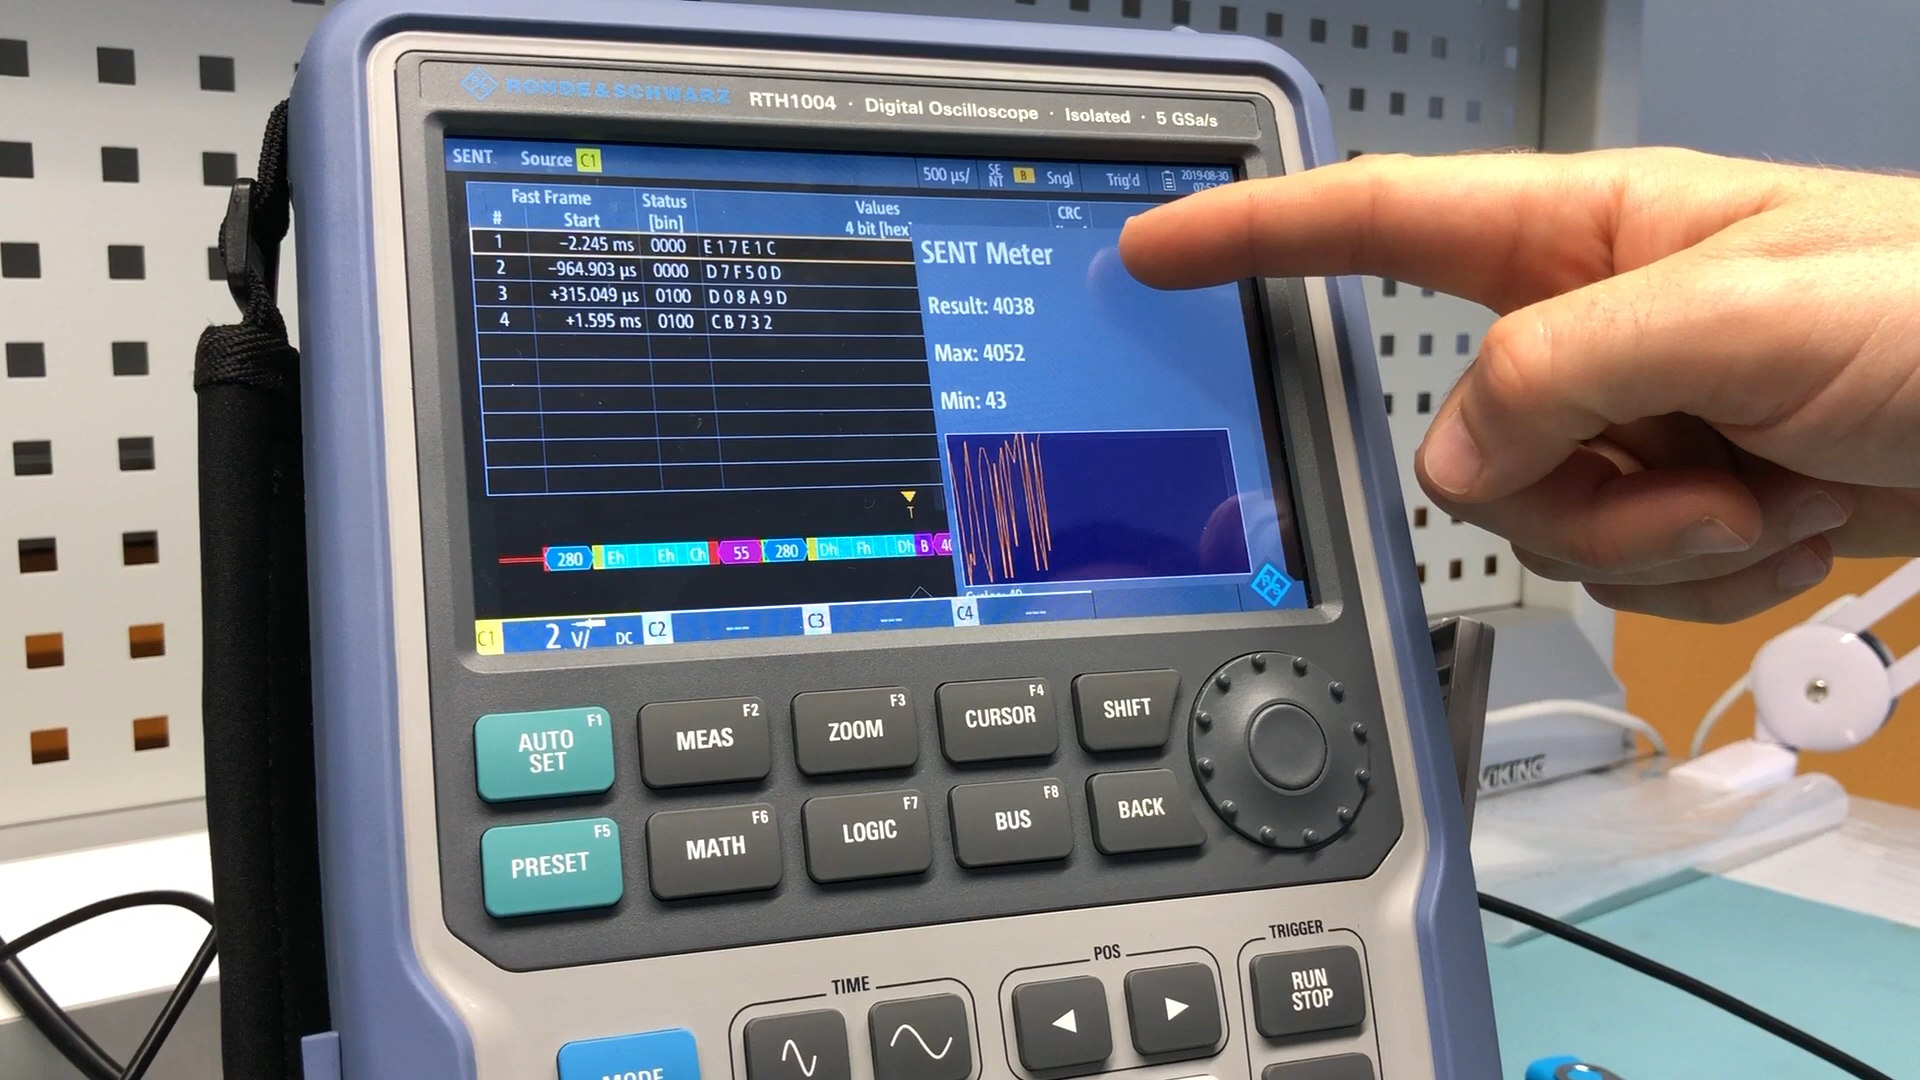 ROHDE & SCHWARZ RTH1004 · Digital Oscilloscope · Isolated · 5 GSa/s
SENT Source C1
500 µs/ SENT B Sngl Trig'd 2019-08-30
Fast Frame Status Values CRC
# Start [bin] 4 bit [hex]
1 −2.245 ms 0000 E 1 7 E 1 C
2 −964.903 µs 0000 D 7 F 5 0 D
3 +315.049 µs 0100 D 0 8 A 9 D
4 +1.595 ms 0100 C B 7 3 2
SENT Meter
Result: 4038
Max: 4052
Min: 43
T
280 Eh Eh Ch 55 280 Dh Fh Dh B
C1 2 V/ DC C2 --- C3 --- C4 ---
AUTO SET F1
MEAS F2
ZOOM F3
CURSOR F4
SHIFT
PRESET F5
MATH F6
LOGIC F7
BUS F8
BACK
VIKING
TIME
POS
TRIGGER
RUN STOP
MODE